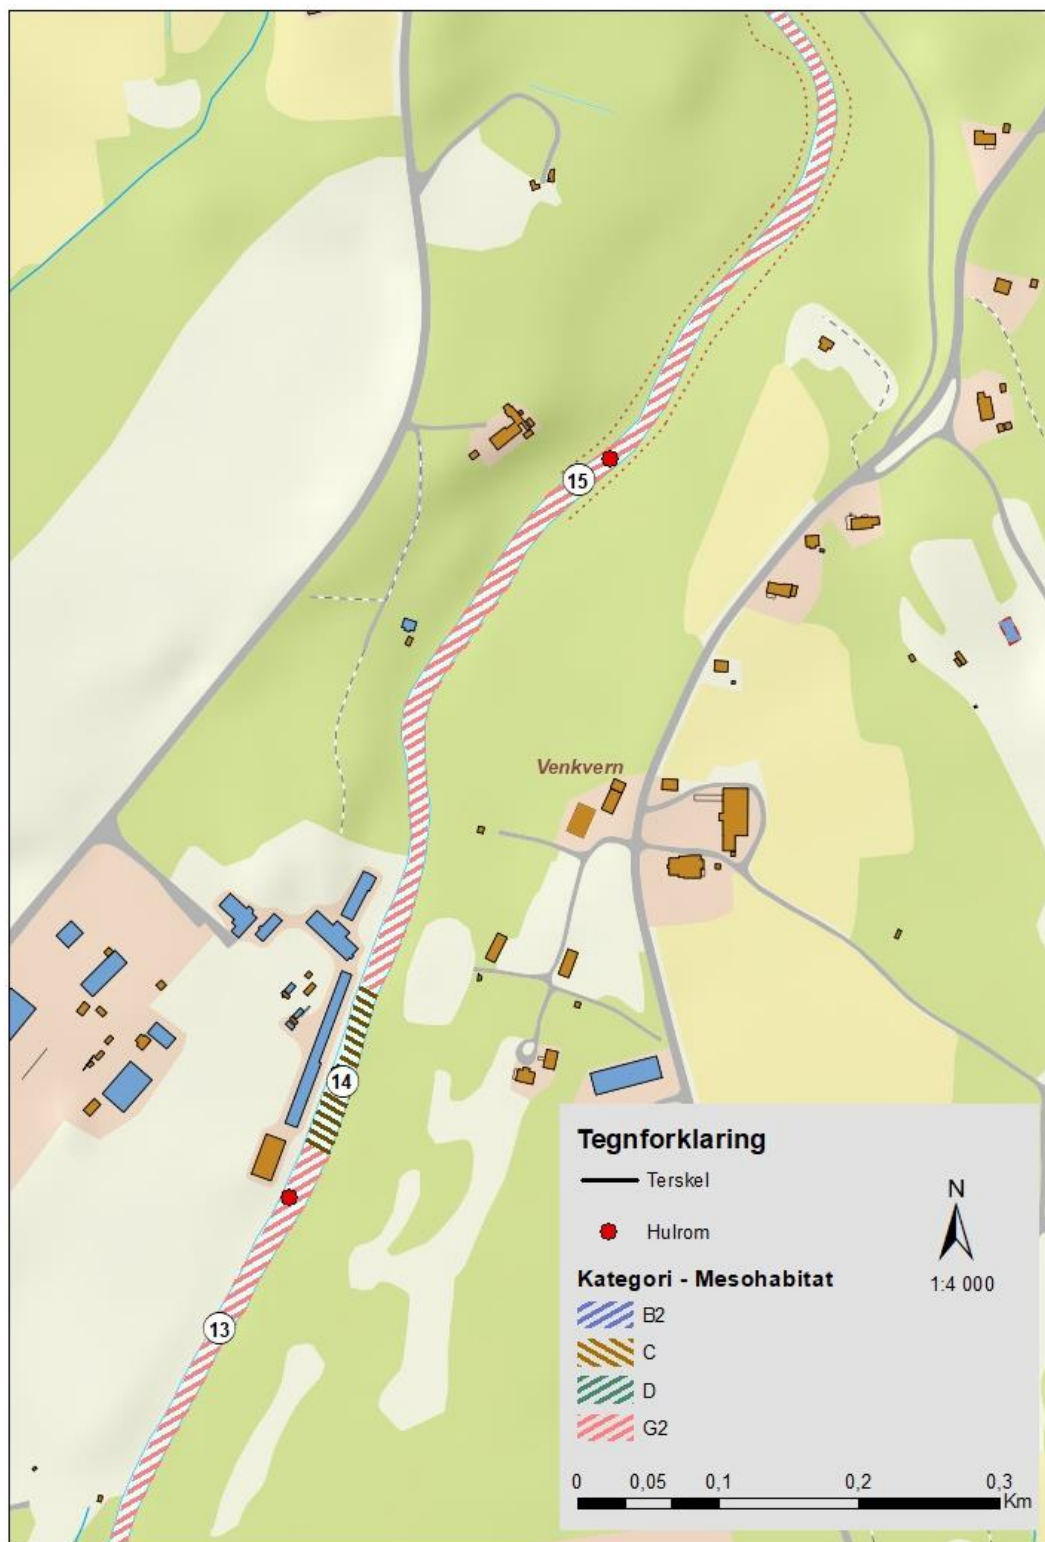 15
Venkvern
14
13
Tegnforklaring
Terskel
Hulrom
N
1:4 000
Kategori - Mesohabitat
B2
C
D
G2
0 0,05 0,1 0,2 0,3
Km